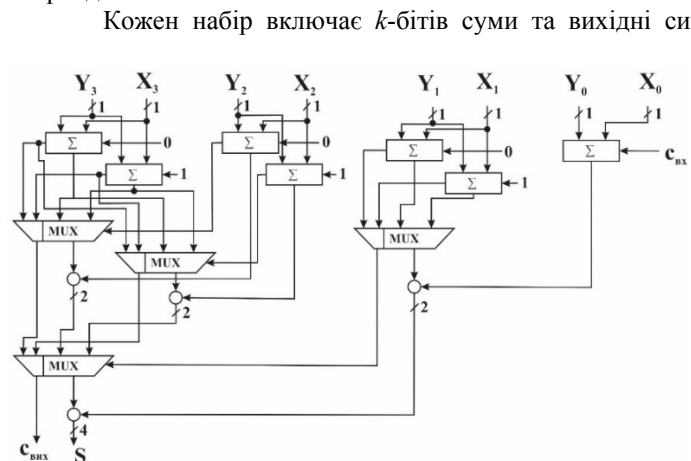 Кожен набір включає k-бітів суми та вихідні си
Y3 X3 Y2 X2 Y1 X1 Y0 X0
1 1 1 1 1 1 1 1
Σ 0 Σ 0 Σ 0 Σ cвх
Σ 1 Σ 1 Σ 1
MUX MUX
MUX
2 2 2
MUX
4
cвих S